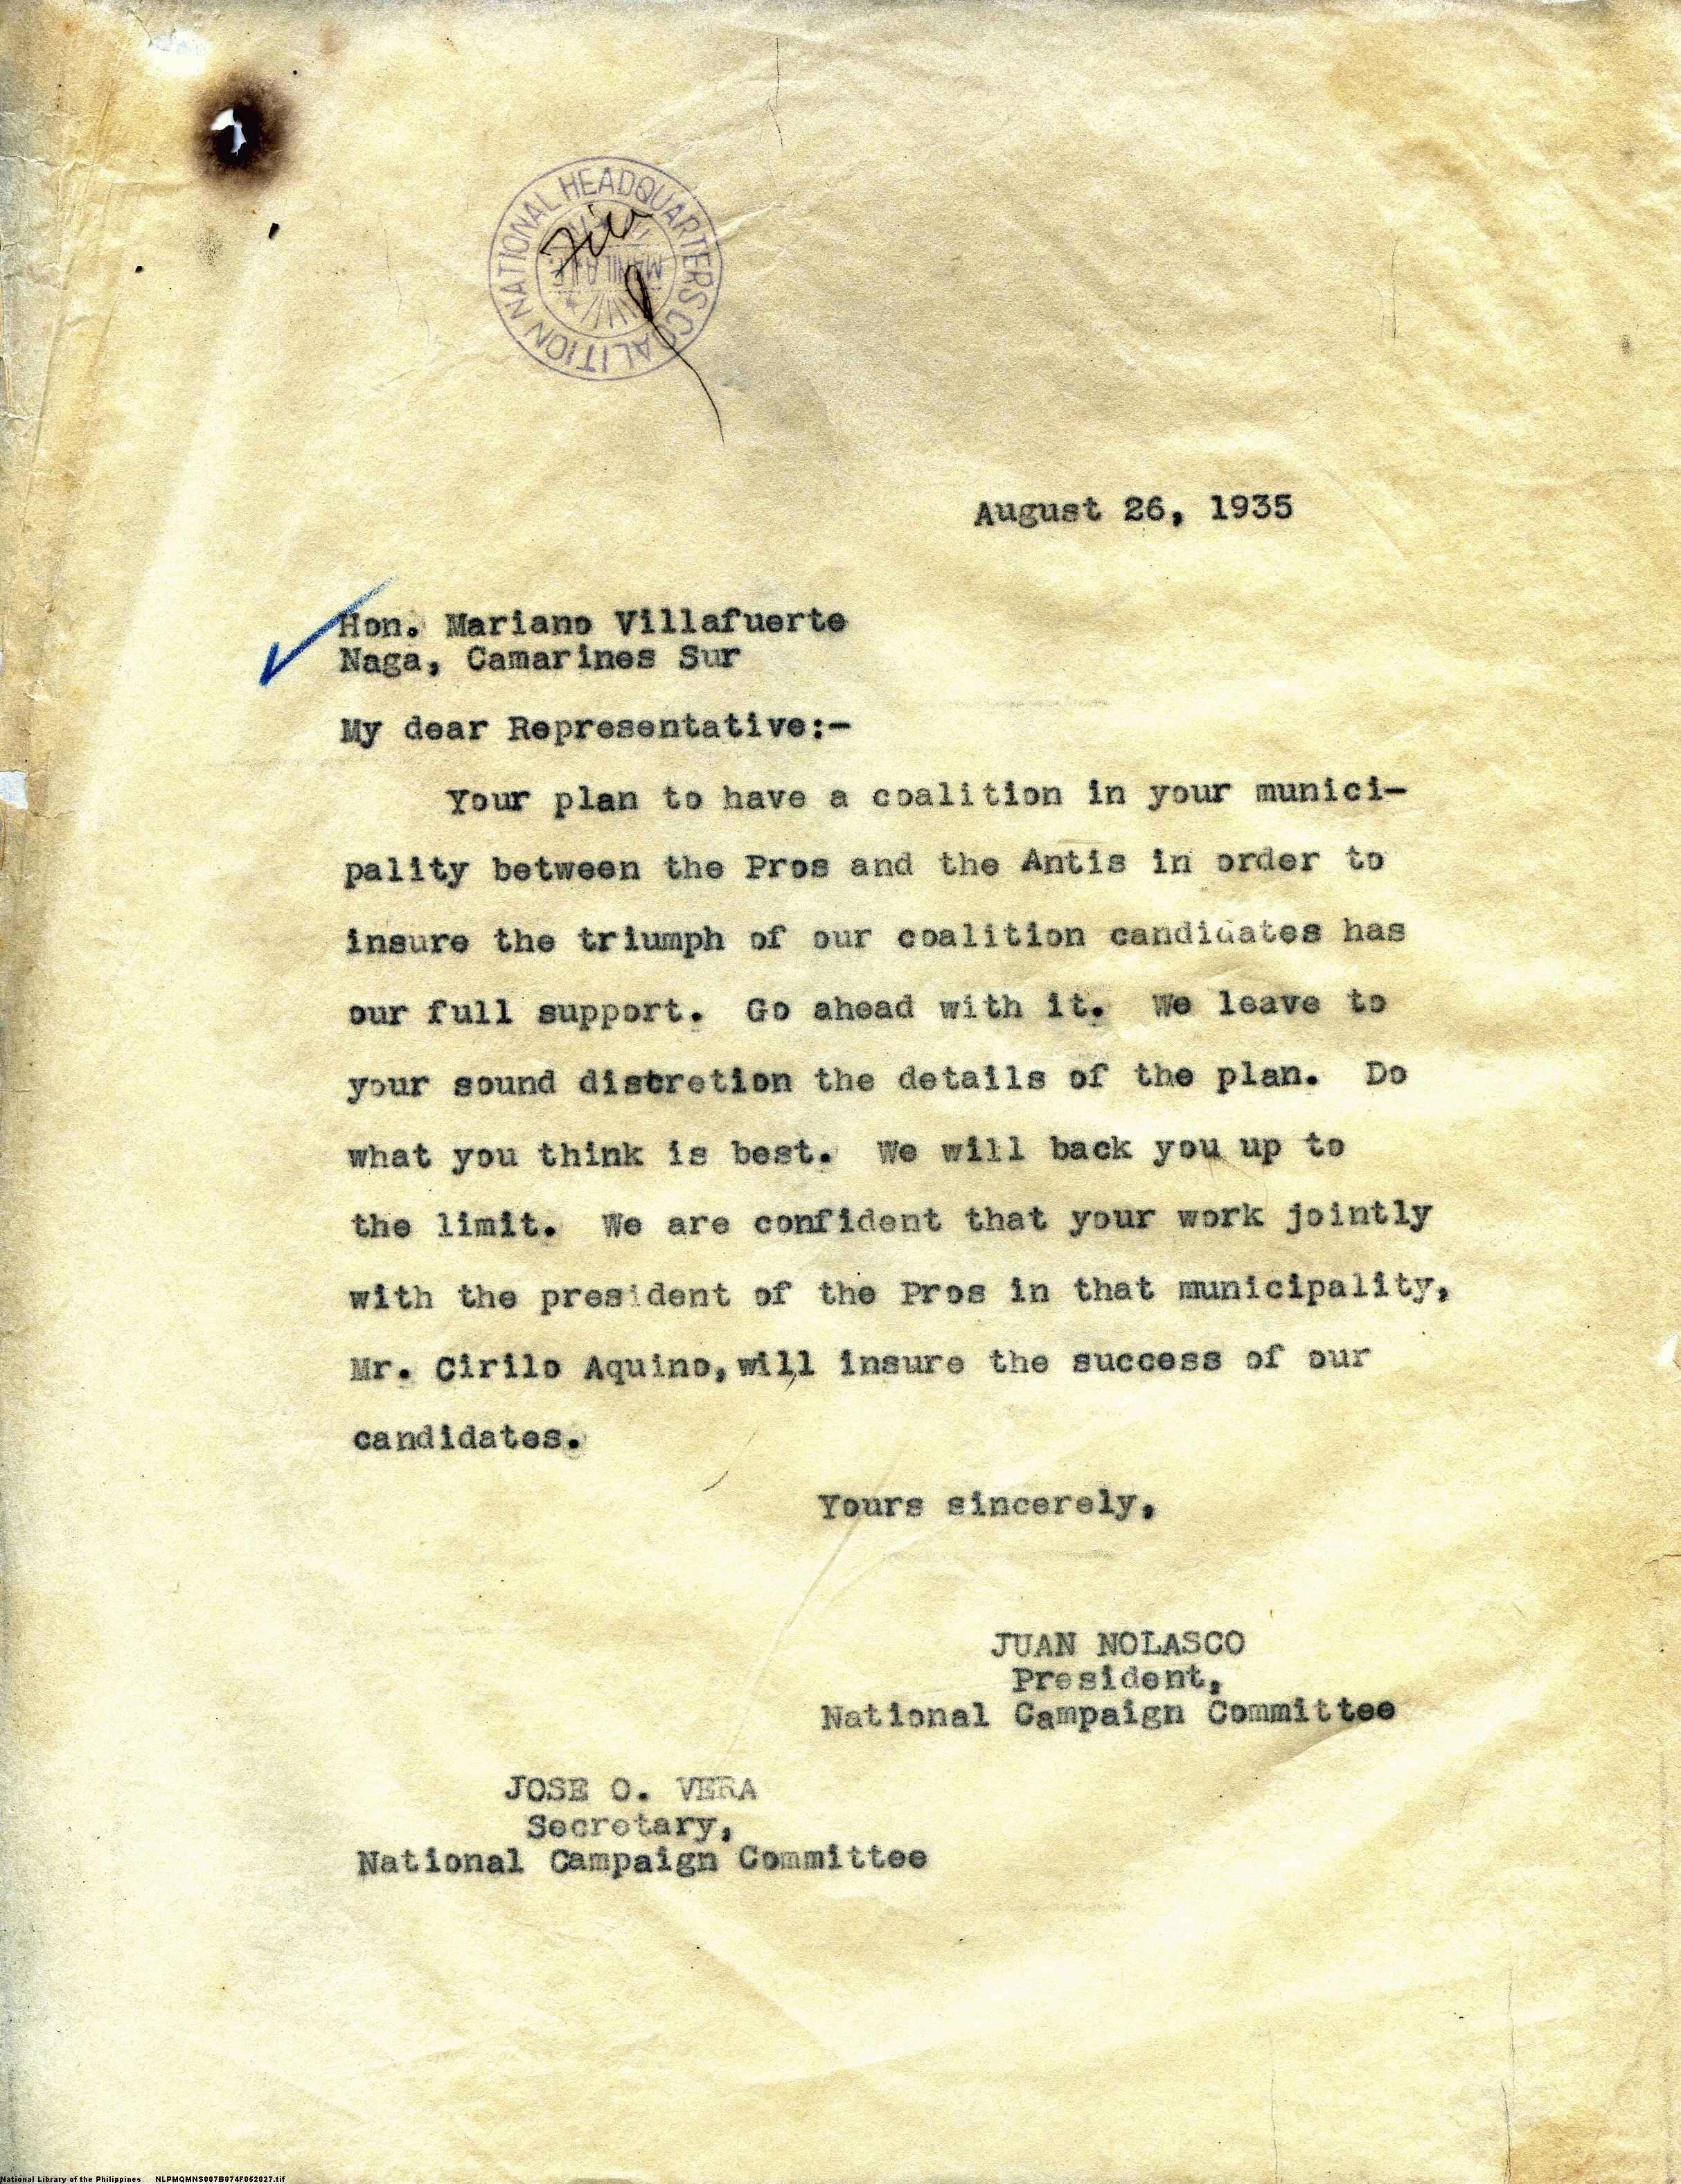 COALITION NATIONAL HEADQUARTERS
MANILA
August 26, 1935
Hon. Mariano Villafuerte
Naga, Camarines Sur
My dear Representative:-
Your plan to have a coalition in your munici-
pality between the Pros and the Antis in order to
insure the triumph of our coalition candidates has
our full support. Go ahead with it. We leave to
your sound discretion the details of the plan. Do
what you think is best. We will back you up to
the limit. We are confident that your work jointly
with the president of the Pros in that municipality,
Mr. Cirilo Aquino, will insure the success of our
candidates.
Yours sincerely,
JUAN NOLASCO
President,
National Campaign Committee
JOSE O. VERA
Secretary,
National Campaign Committee
National Library of the Philippines NLPMQMNS007B074F052027.tif